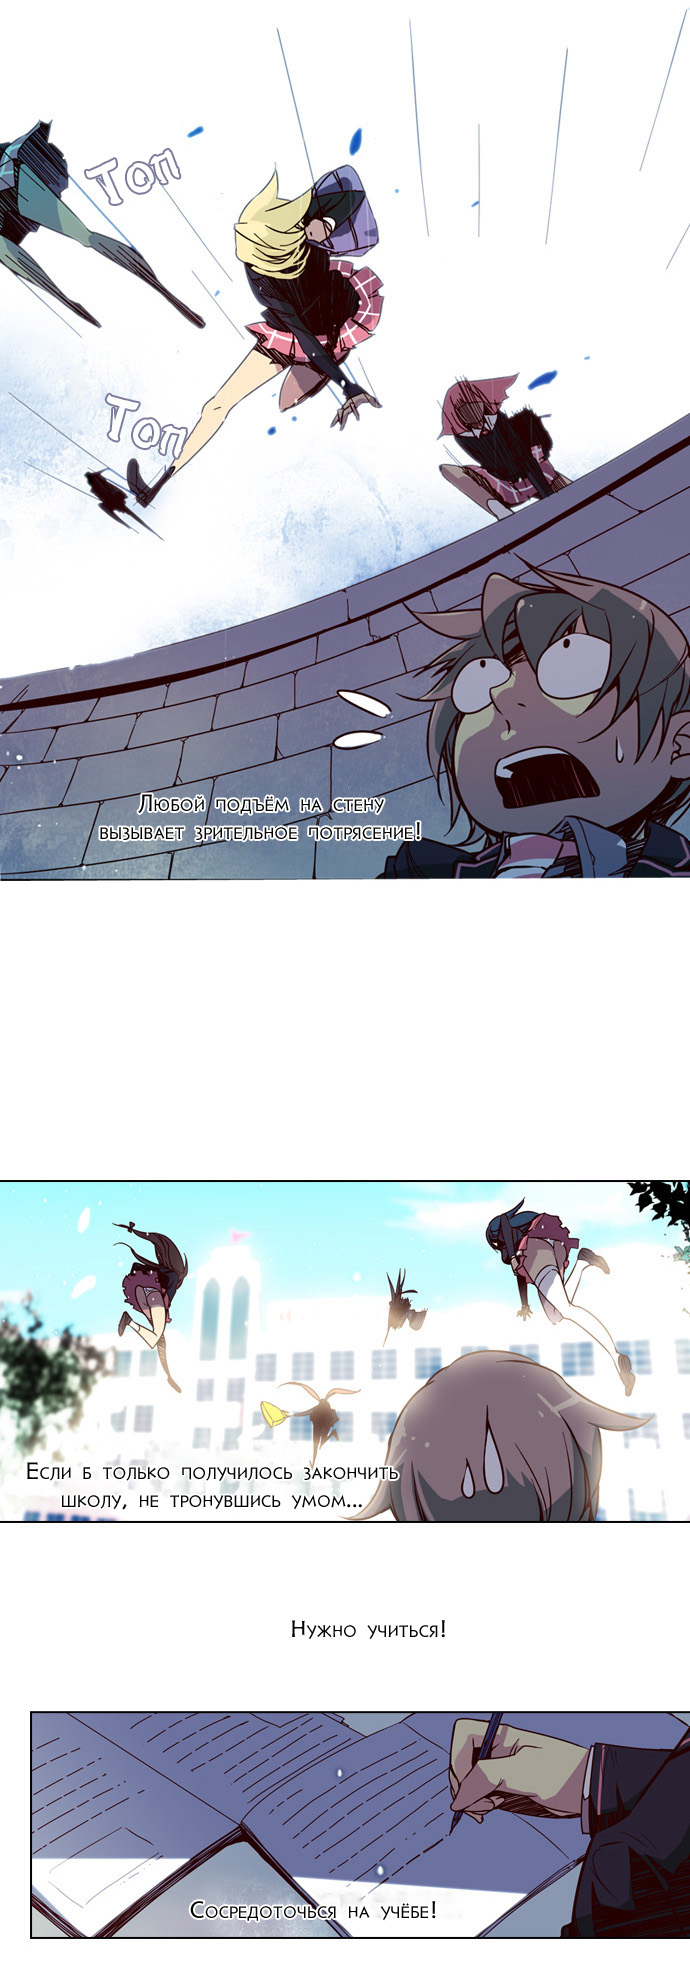 Топ
Топ
Любой подъём на стену
вызывает зрительное потрясение!
Если б только получилось закончить
школу, не тронувшись умом...
Нужно учиться!
Сосредоточься на учёбе!